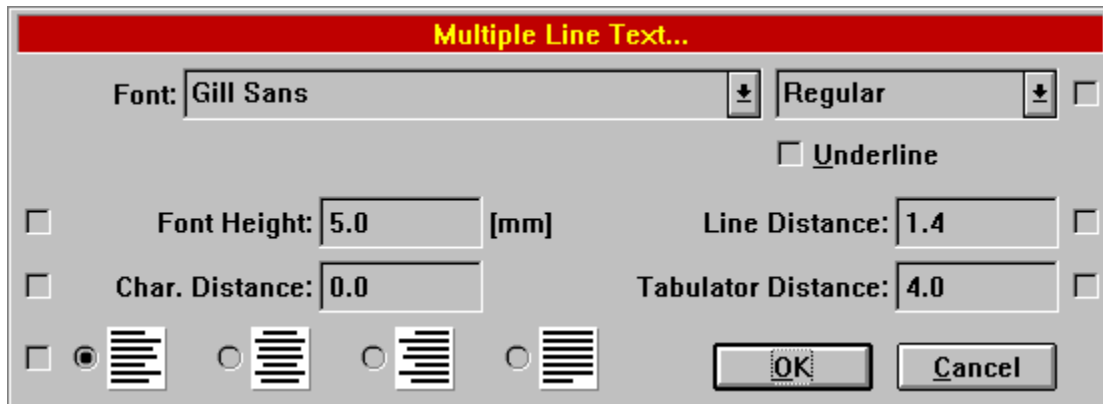 Multiple Line Text...
Font: Gill Sans Regular
Underline
Font Height: 5.0 [mm] Line Distance: 1.4
Char. Distance: 0.0 Tabulator Distance: 4.0
OK Cancel